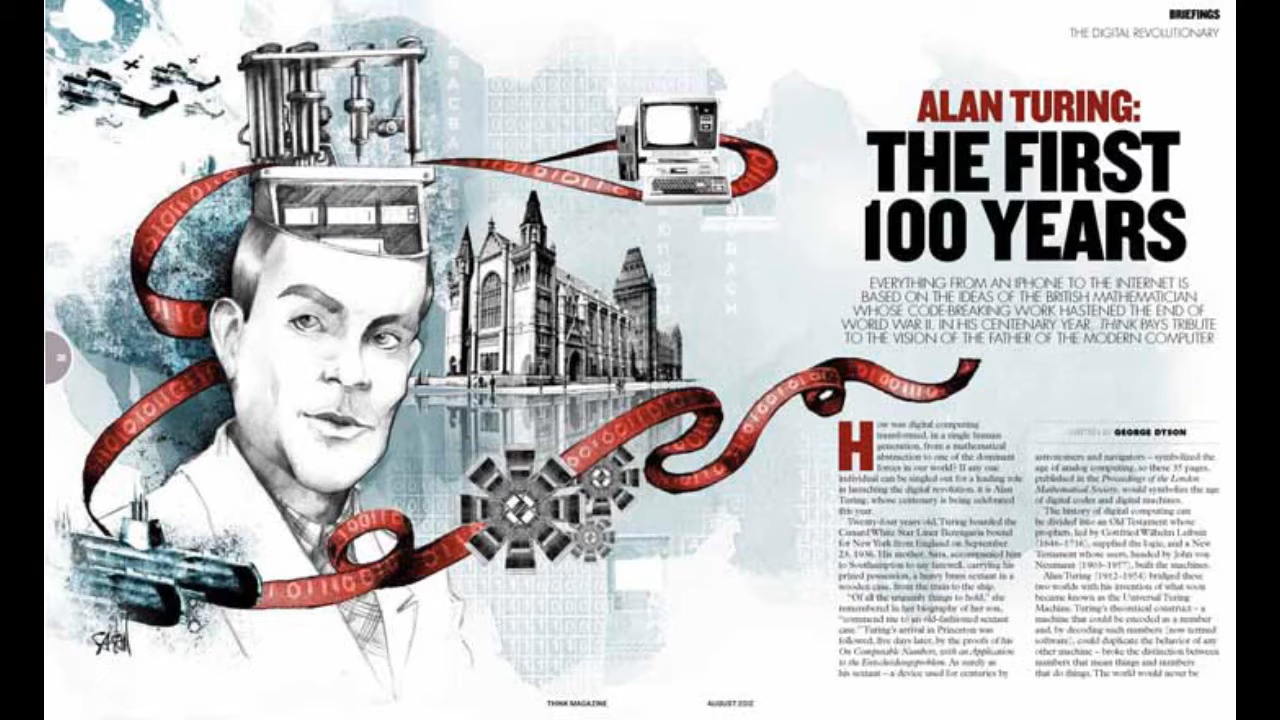 BRIEFINGS
THE DIGITAL REVOLUTIONARY
ALAN TURING:
THE FIRST
100 YEARS
EVERYTHING FROM AN IPHONE TO THE INTERNET IS
BASED ON THE IDEAS OF THE BRITISH MATHEMATICIAN
WHOSE CODE-BREAKING WORK HASTENED THE END OF
WORLD WAR II. IN HIS CENTENARY YEAR, THINK PAYS TRIBUTE
TO THE VISION OF THE FATHER OF THE MODERN COMPUTER
How was digital computing
transformed, in a single human
generation, from a mathematical
abstraction to one of the dominant
forces in our world? If any one
individual can be singled out for a leading role
in launching the digital revolution, it is Alan
Turing, whose centenary is being celebrated
this year.
Twenty-four years old, Turing boarded the
Cunard White Star Liner Berengaria bound
for New York from England on September
23, 1936. His mother, Sara, accompanied him
to Southampton to say farewell, carrying his
prized possession, a heavy brass sextant in a
wooden case, from the train to the ship.
"Of all the ungainly things to hold," she
remembered in her biography of her son,
"commend me to an old-fashioned sextant
case." Turing's arrival in Princeton was
followed, five days later, by the proofs of his
On Computable Numbers, with an Application
to the Entscheidungsproblem. As surely as
his sextant – a device used for centuries by
WRITTEN BY GEORGE DYSON
astronomers and navigators – symbolized the
age of analog computing, so these 35 pages,
published in the Proceedings of the London
Mathematical Society, would symbolize the age
of digital codes and digital machines.
The history of digital computing can
be divided into an Old Testament whose
prophets, led by Gottfried Wilhelm Leibniz
(1646–1716), supplied the logic, and a New
Testament whose seers, headed by John von
Neumann (1903–1957), built the machines.
Alan Turing (1912–1954) bridged these
two worlds with his invention of what soon
became known as the Universal Turing
Machine. Turing's theoretical construct – a
machine that could be encoded as a number
and, by decoding such numbers (now termed
software), could duplicate the behavior of any
other machine – broke the distinction between
numbers that mean things and numbers
that do things. The world would never be
THINK MAGAZINE
AUGUST 2012